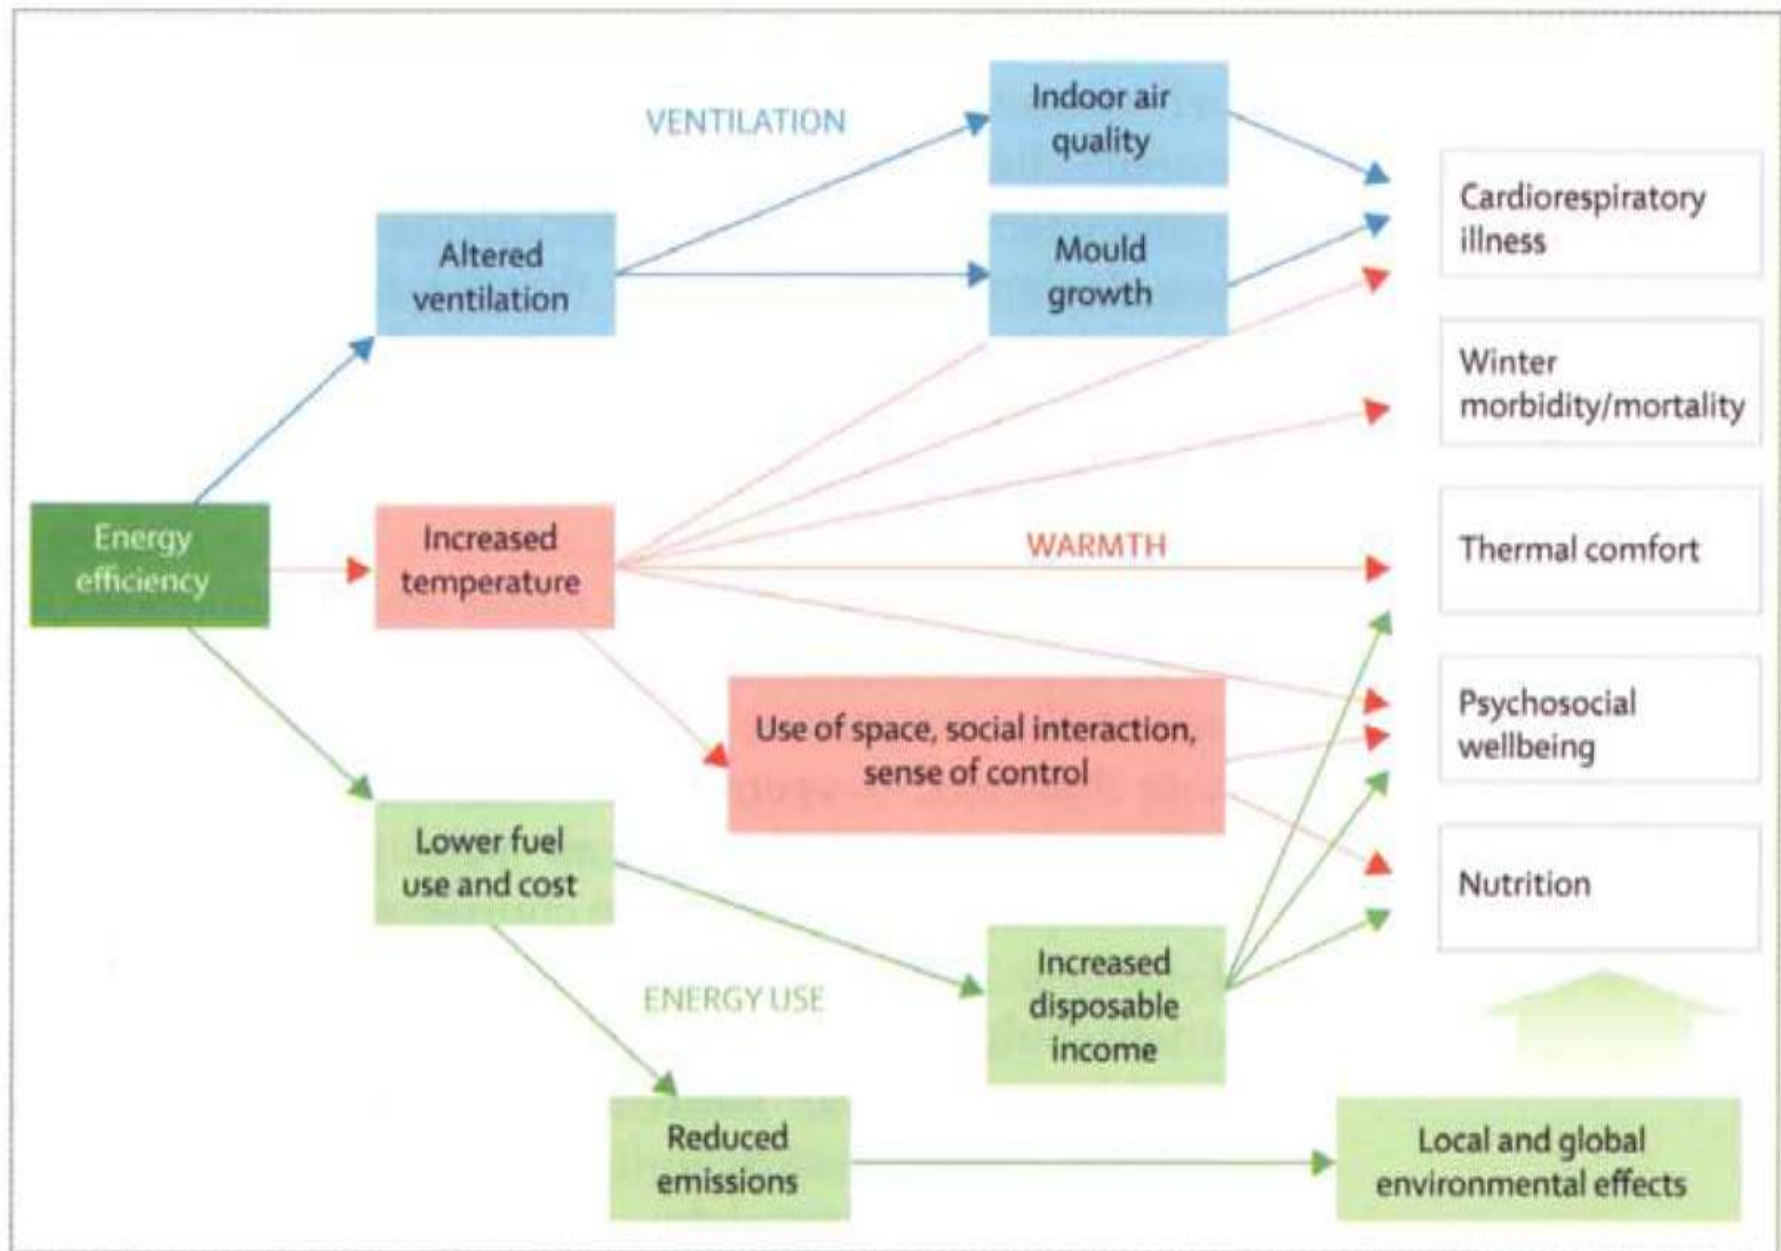 VENTILATION
Indoor air
quality
Cardiorespiratory
illness
Altered
ventilation
Mould
growth
Winter
morbidity/mortality
Energy
efficiency
Increased
temperature
WARMTH
Thermal comfort
Use of space, social interaction,
sense of control
Psychosocial
wellbeing
Lower fuel
use and cost
Nutrition
ENERGY USE
Increased
disposable
income
Reduced
emissions
Local and global
environmental effects